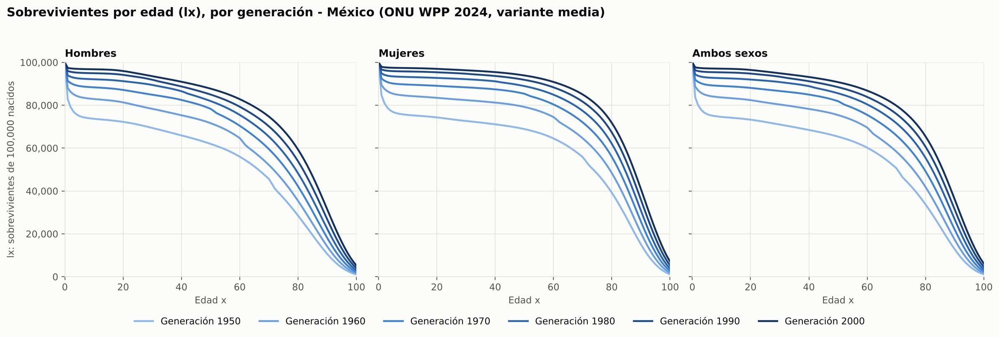 Sobrevivientes por edad (lx), por generación - México (ONU WPP 2024, variante media)
Hombres
Mujeres
Ambos sexos
lx: sobrevivientes de 100,000 nacidos
100,000
80,000
60,000
40,000
20,000
0
0 20 40 60 80 100
0 20 40 60 80 100
0 20 40 60 80 100
Edad x
Edad x
Edad x
Generación 1950
Generación 1960
Generación 1970
Generación 1980
Generación 1990
Generación 2000